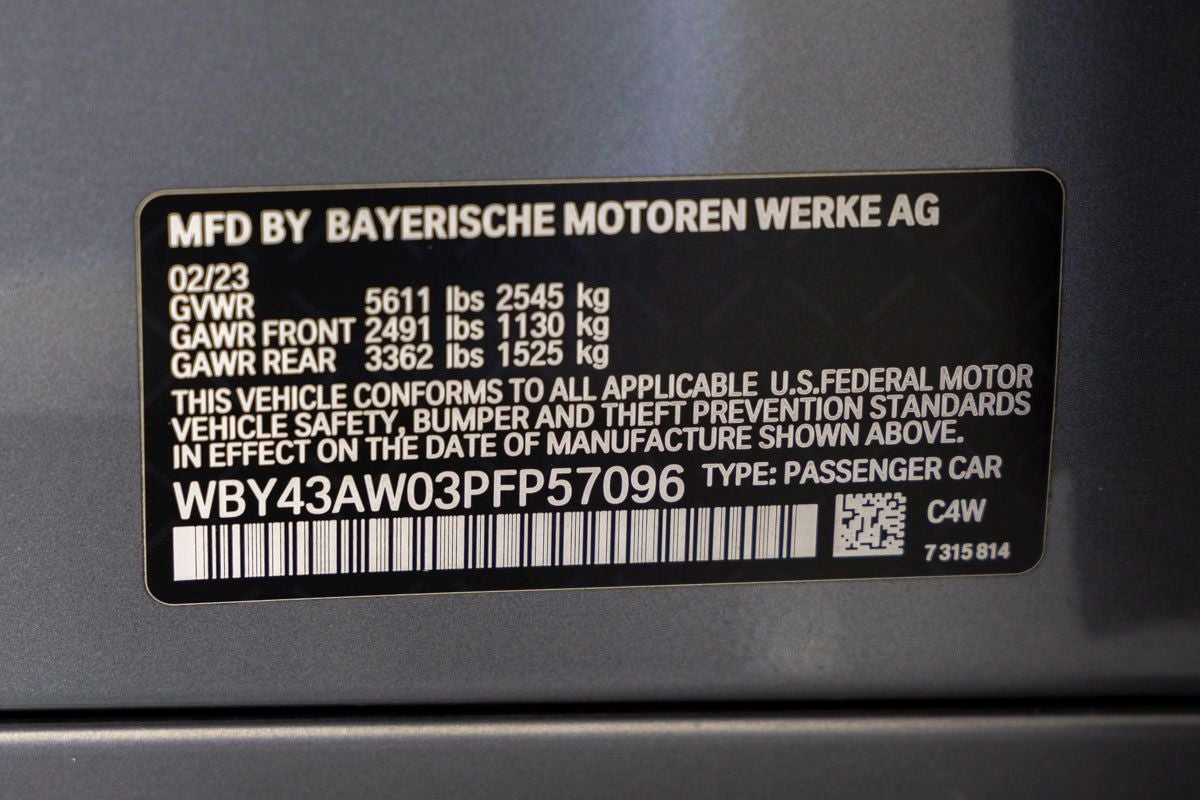 MFD BY BAYERISCHE MOTOREN WERKE AG
02/23
GVWR 5611 lbs 2545 kg
GAWR FRONT 2491 lbs 1130 kg
GAWR REAR 3362 lbs 1525 kg
THIS VEHICLE CONFORMS TO ALL APPLICABLE U.S.FEDERAL MOTOR
VEHICLE SAFETY, BUMPER AND THEFT PREVENTION STANDARDS
IN EFFECT ON THE DATE OF MANUFACTURE SHOWN ABOVE.
WBY43AW03PFP57096 TYPE: PASSENGER CAR
C4W
7 315 814